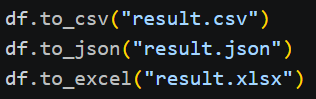 df.to_csv("result.csv")
df.to_json("result.json")
df.to_excel("result.xlsx")